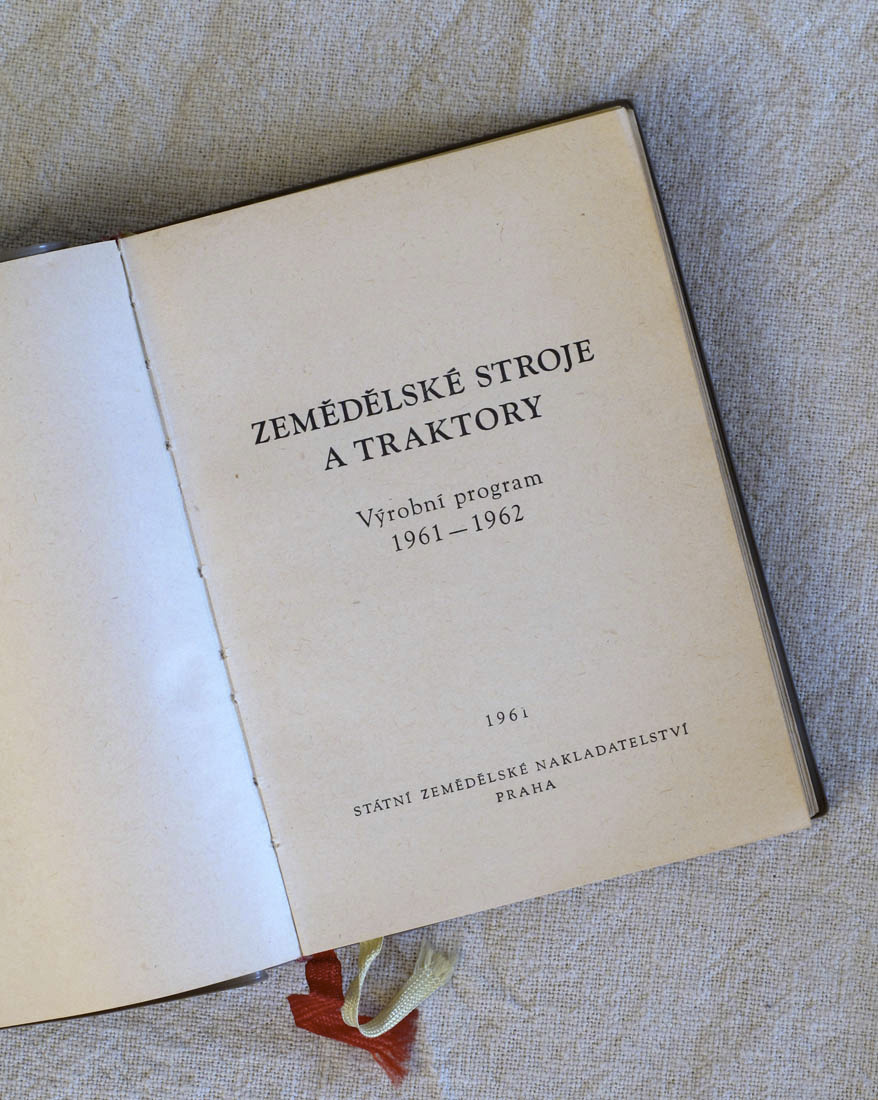 ZEMĚDĚLSKÉ STROJE
A TRAKTORY
Výrobní program
1961 — 1962
1961
STÁTNÍ ZEMĚDĚLSKÉ NAKLADATELSTVÍ
PRAHA